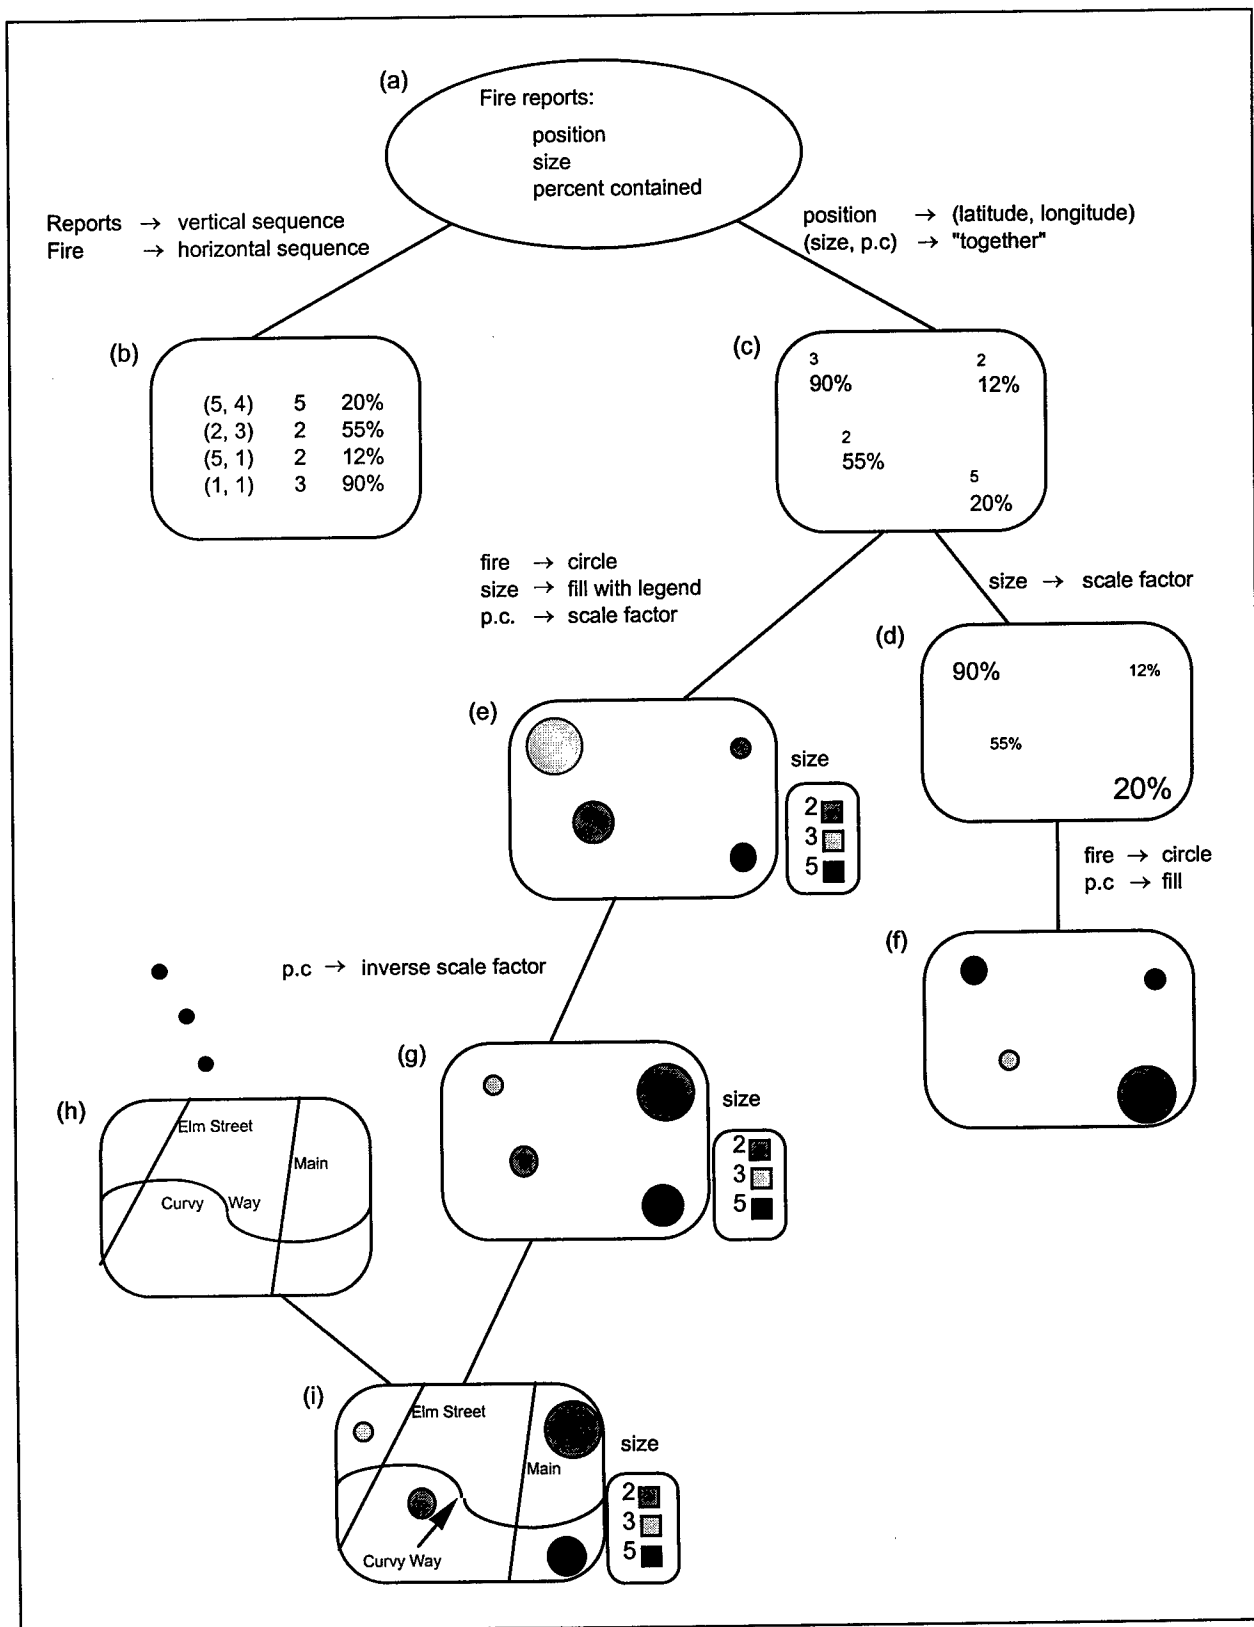 (a)
Fire reports:
position
size
percent contained
Reports → vertical sequence
Fire → horizontal sequence
position → (latitude, longitude)
(size, p.c) → "together"
(b)
(5, 4) 5 20%
(2, 3) 2 55%
(5, 1) 2 12%
(1, 1) 3 90%
(c)
3
90%
2
12%
2
55%
5
20%
fire → circle
size → fill with legend
p.c. → scale factor
size → scale factor
(d)
90%
12%
55%
20%
(e)
size
2
3
5
fire → circle
p.c → fill
(f)
p.c → inverse scale factor
(g)
size
2
3
5
(h)
Elm Street
Main
Curvy Way
(i)
Elm Street
Main
Curvy Way
size
2
3
5